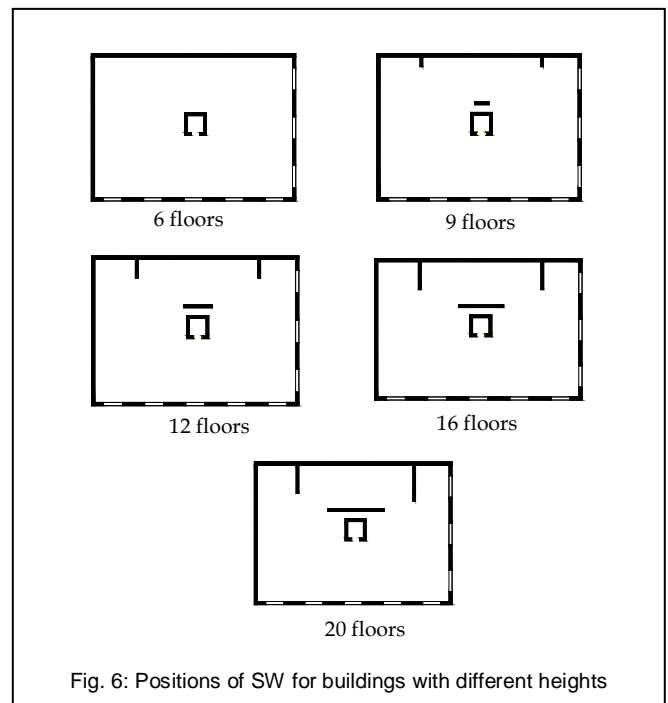 6 floors
9 floors
12 floors
16 floors
20 floors
Fig. 6: Positions of SW for buildings with different heights